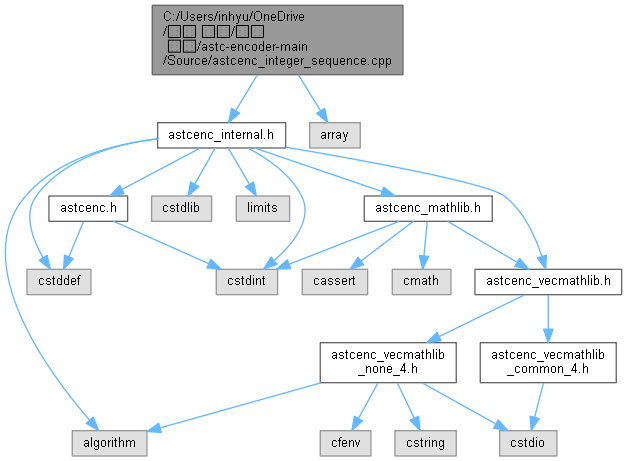 C:/Users/inhyu/OneDrive
/astc-encoder-main
/Source/astcenc_integer_sequence.cpp
astcenc_internal.h
array
astcenc.h
cstdlib
limits
astcenc_mathlib.h
cstddef
cstdint
cassert
cmath
astcenc_vecmathlib.h
astcenc_vecmathlib
_none_4.h
astcenc_vecmathlib
_common_4.h
algorithm
cfenv
cstring
cstdio